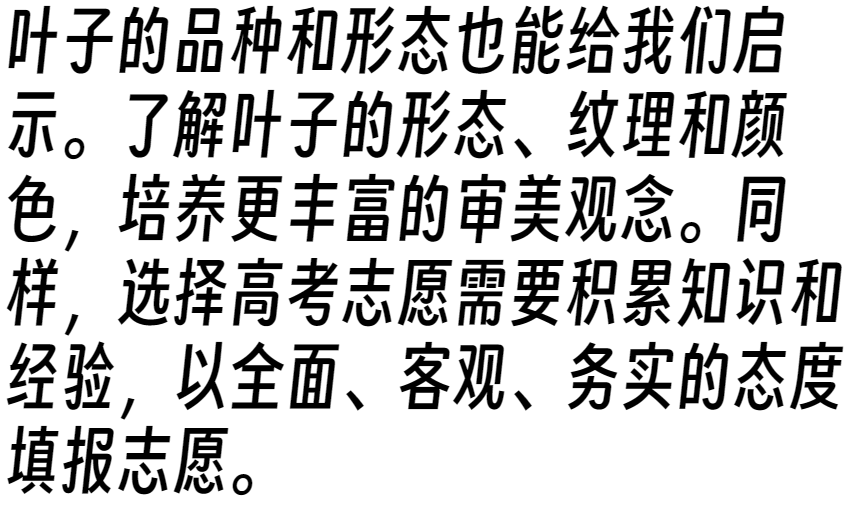 叶子的品种和形态也能给我们启
示。了解叶子的形态、纹理和颜
色，培养更丰富的审美观念。同
样，选择高考志愿需要积累知识和
经验，以全面、客观、务实的态度
填报志愿。